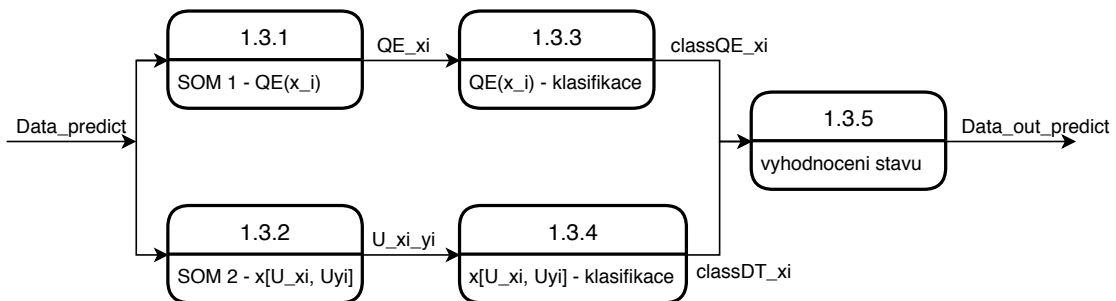 1.3.1
SOM 1 - QE(x_i)
QE_xi
1.3.3
QE(x_i) - klasifikace
classQE_xi
Data_predict
1.3.5
vyhodnoceni stavu
Data_out_predict
1.3.2
SOM 2 - x[U_xi, Uyi]
U_xi_yi
1.3.4
x[U_xi, Uyi] - klasifikace
classDT_xi